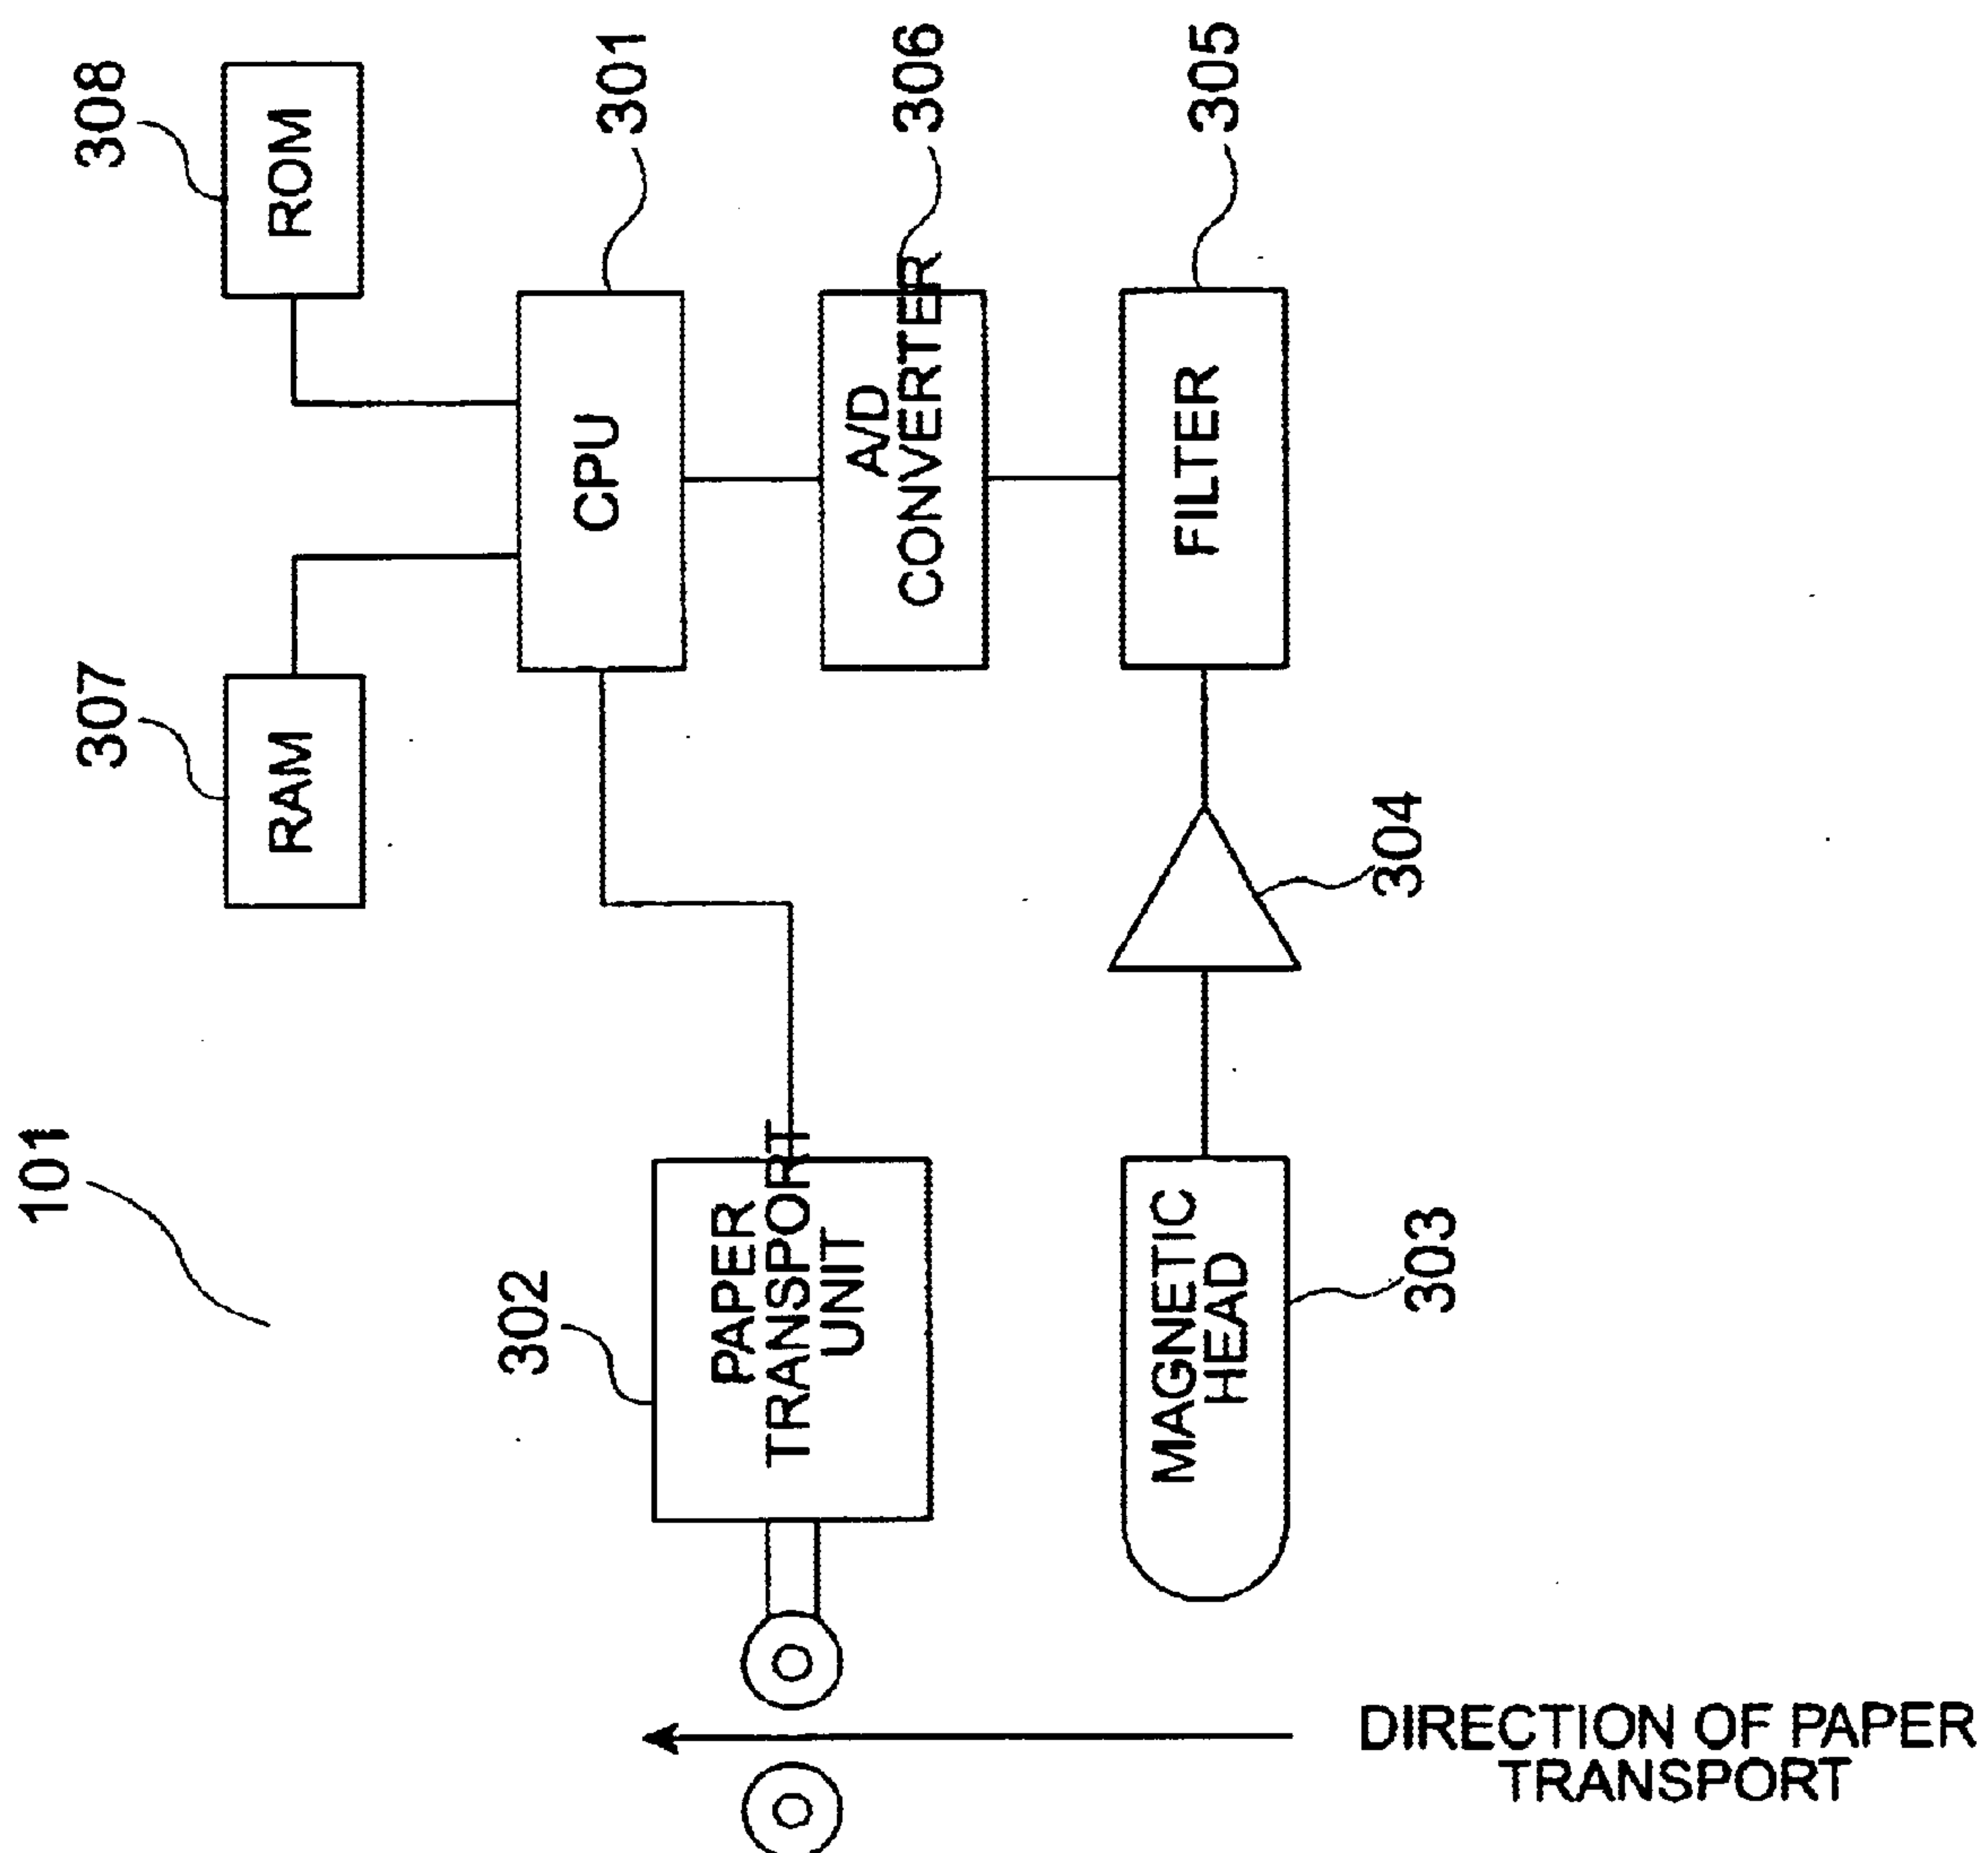 101
308
ROM
307
RAM
301
CPU
306
A/D
CONVERTER
305
FILTER
304
302
PAPER
TRANSPORT
UNIT
303
MAGNETIC
HEAD
DIRECTION OF PAPER
TRANSPORT